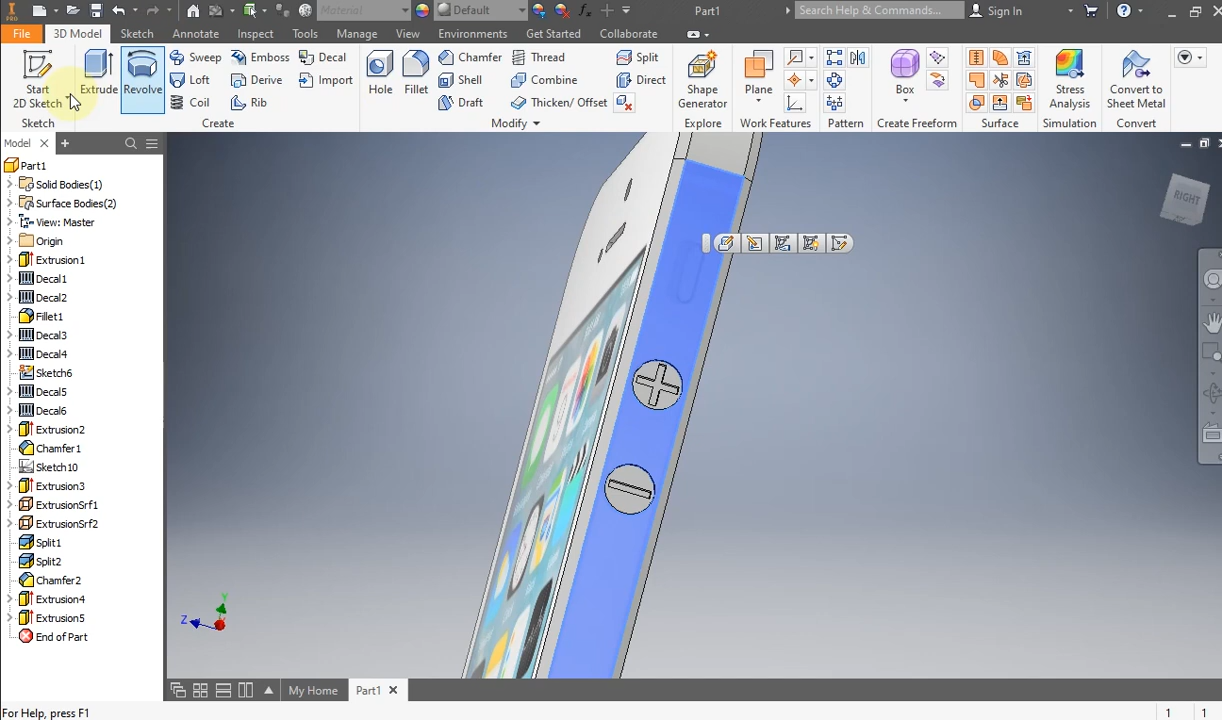 PRO
Material
Default
Part1
Search Help & Commands...
Sign In
File
3D Model
Sketch
Annotate
Inspect
Tools
Manage
View
Environments
Get Started
Collaborate
Start
2D Sketch
Extrude
Revolve
Sweep
Emboss
Decal
Loft
Derive
Import
Coil
Rib
Hole
Fillet
Chamfer
Thread
Split
Shell
Combine
Direct
Draft
Thicken/ Offset
Shape
Generator
Plane
Box
Stress
Analysis
Convert to
Sheet Metal
Sketch
Create
Modify
Explore
Work Features
Pattern
Create Freeform
Surface
Simulation
Convert
Model
Part1
Solid Bodies(1)
Surface Bodies(2)
View: Master
Origin
Extrusion1
Decal1
Decal2
Fillet1
Decal3
Decal4
Sketch6
Decal5
Decal6
Extrusion2
Chamfer1
Sketch10
Extrusion3
ExtrusionSrf1
ExtrusionSrf2
Split1
Split2
Chamfer2
Extrusion4
Extrusion5
End of Part
RIGHT
Y
Z
My Home
Part1
For Help, press F1
1
1